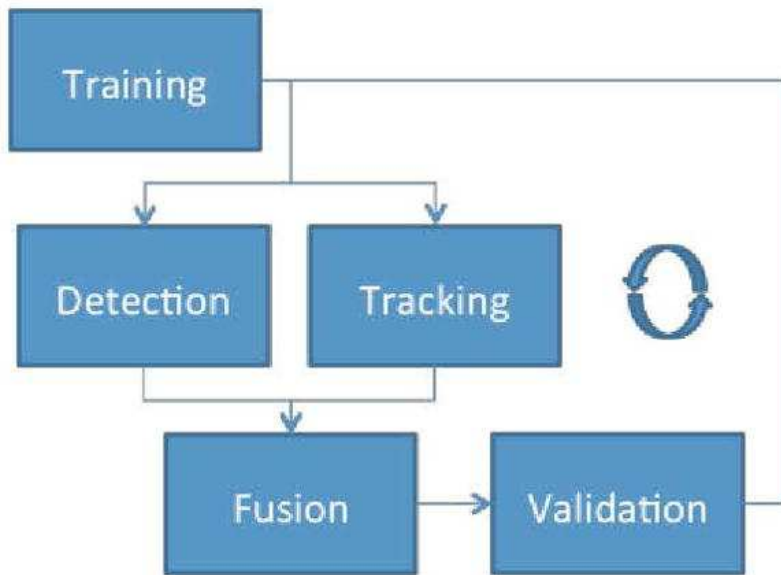 Training
Detection
Tracking
Fusion
Validation